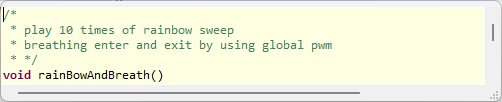 /*
 * play 10 times of rainbow sweep
 * breathing enter and exit by using global pwm
 * */
void rainBowAndBreath()